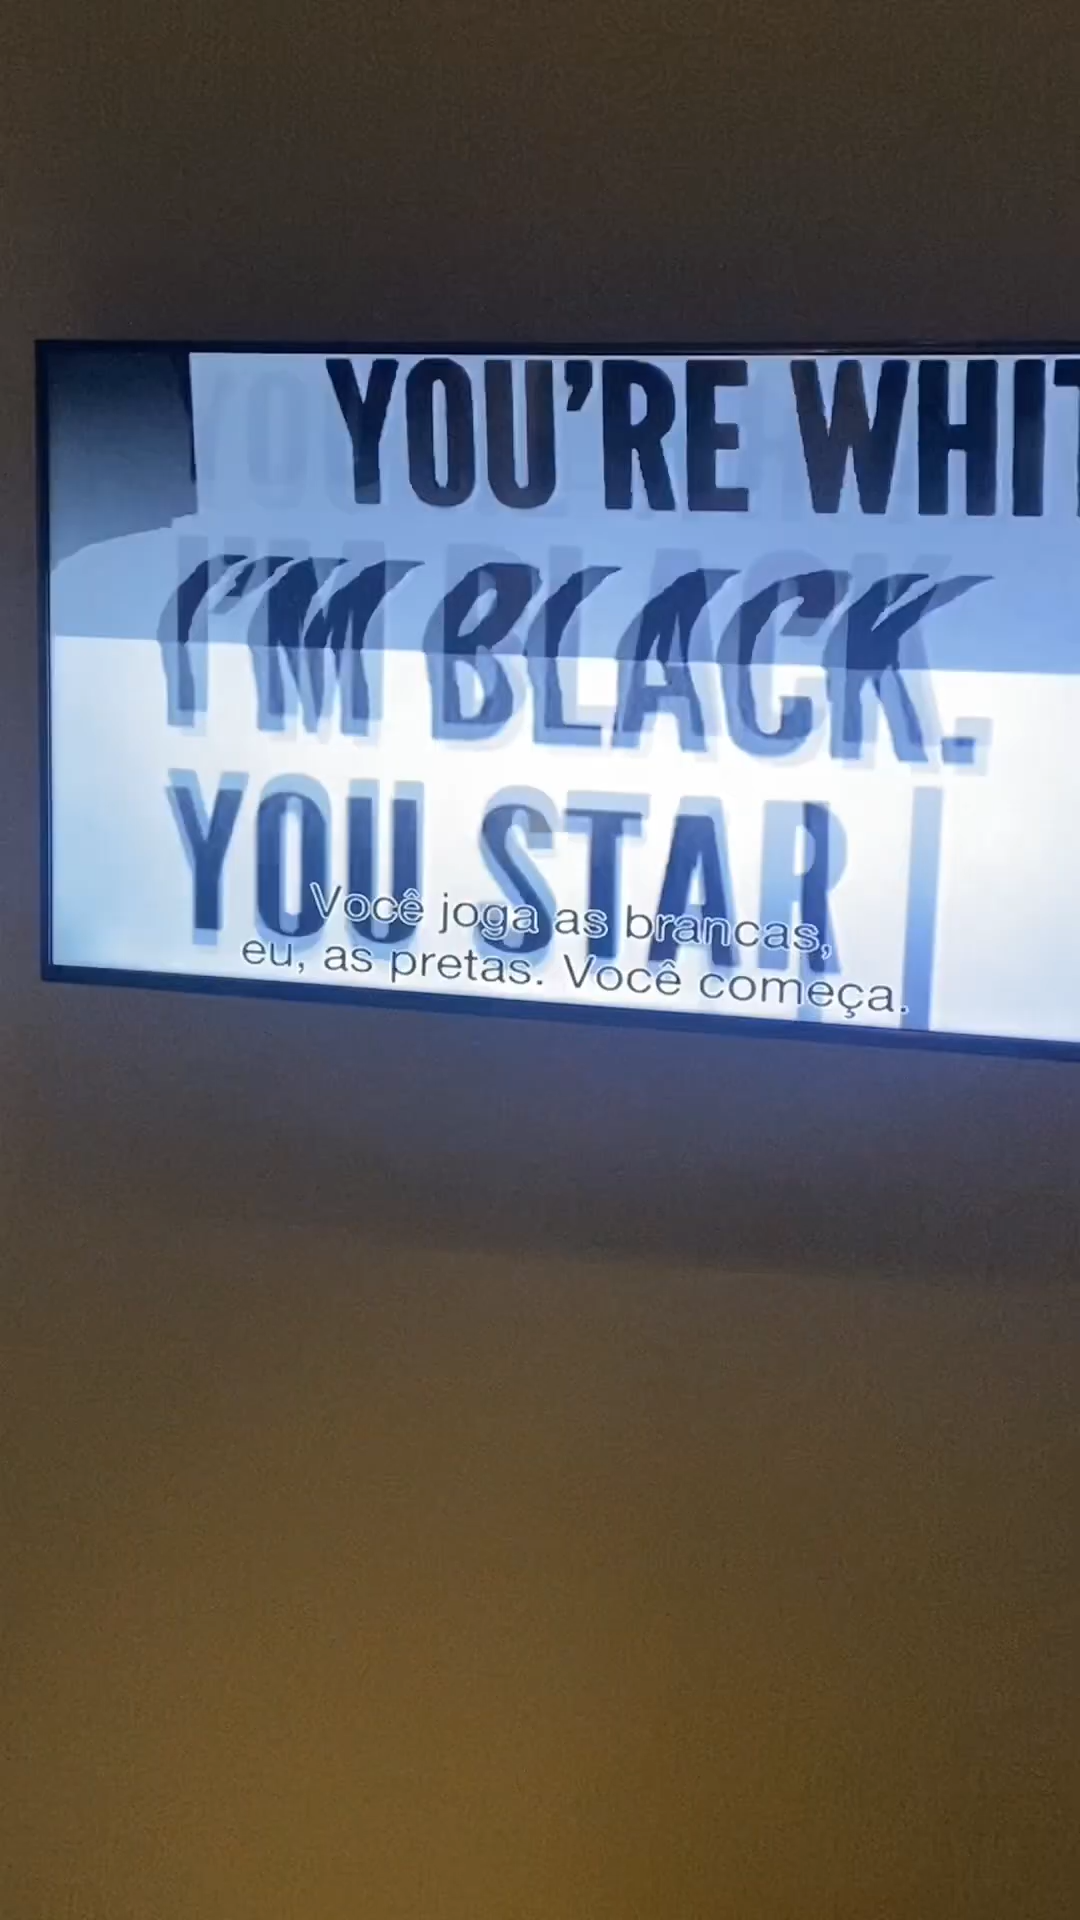 YOU'RE WHIT
I'M BLACK.
YOU STAR
Você joga as brancas,
eu, as pretas. Você começa.